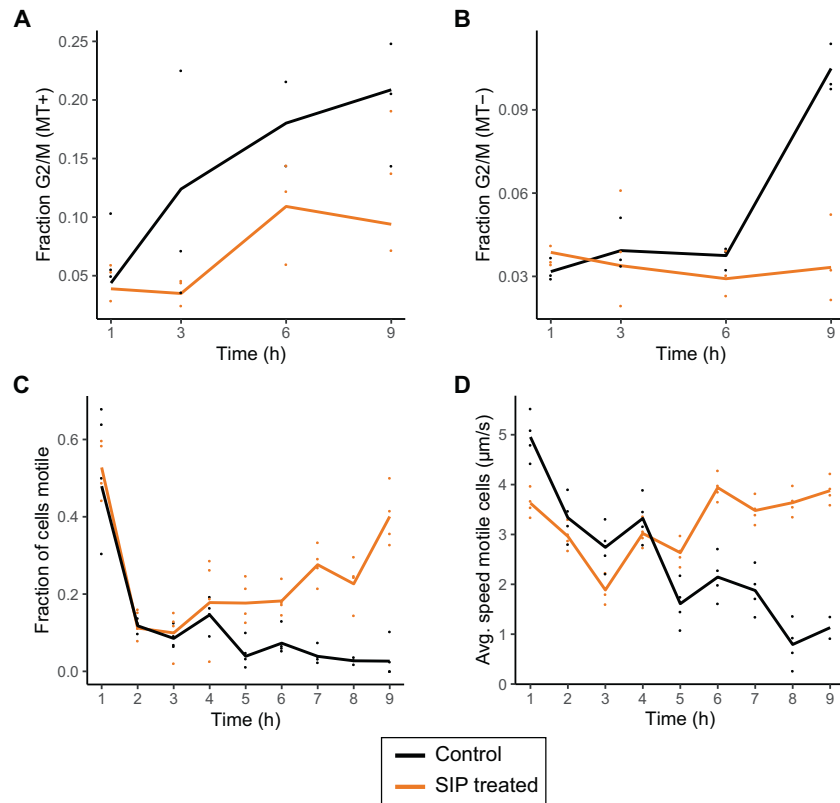 A
Fraction G2/M (MT+)
0.25
0.20
0.15
0.10
0.05
1 3 6 9
Time (h)
B
Fraction G2/M (MT−)
0.09
0.06
0.03
1 3 6 9
Time (h)
C
Fraction of cells motile
0.6
0.4
0.2
0.0
1 2 3 4 5 6 7 8 9
Time (h)
D
Avg. speed motile cells (μm/s)
5
4
3
2
1
0
1 2 3 4 5 6 7 8 9
Time (h)
Control
SIP treated